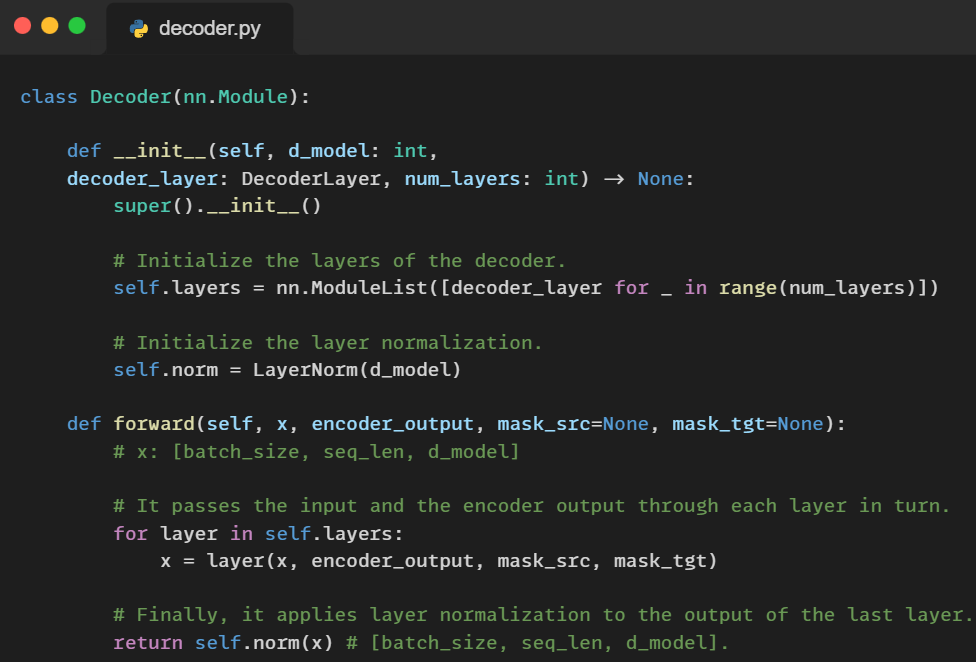 decoder.py
class Decoder(nn.Module):
def __init__(self, d_model: int,
decoder_layer: DecoderLayer, num_layers: int) → None:
super().__init__()
# Initialize the layers of the decoder.
self.layers = nn.ModuleList([decoder_layer for _ in range(num_layers)])
# Initialize the layer normalization.
self.norm = LayerNorm(d_model)
def forward(self, x, encoder_output, mask_src=None, mask_tgt=None):
# x: [batch_size, seq_len, d_model]
# It passes the input and the encoder output through each layer in turn.
for layer in self.layers:
x = layer(x, encoder_output, mask_src, mask_tgt)
# Finally, it applies layer normalization to the output of the last layer.
return self.norm(x) # [batch_size, seq_len, d_model].